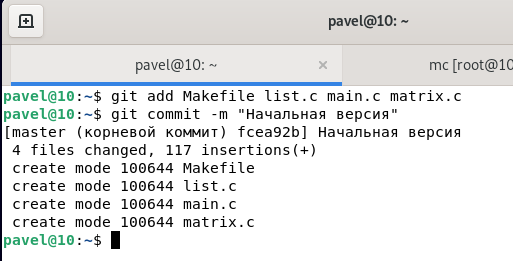 pavel@10: ~
pavel@10: ~ × mc [root@10
pavel@10:~$ git add Makefile list.c main.c matrix.c
pavel@10:~$ git commit -m "Начальная версия"
[master (корневой коммит) fcea92b] Начальная версия
 4 files changed, 117 insertions(+)
 create mode 100644 Makefile
 create mode 100644 list.c
 create mode 100644 main.c
 create mode 100644 matrix.c
pavel@10:~$